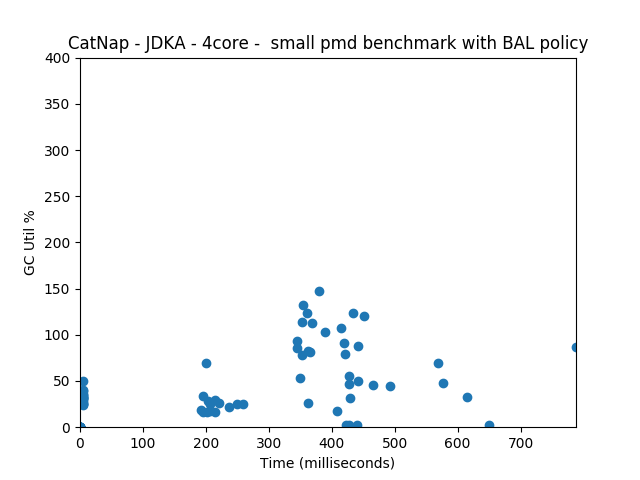 CatNap - JDKA - 4core -  small pmd benchmark with BAL policy
400
350
300
250
200
150
100
50
0
GC Util %
0 100 200 300 400 500 600 700
Time (milliseconds)